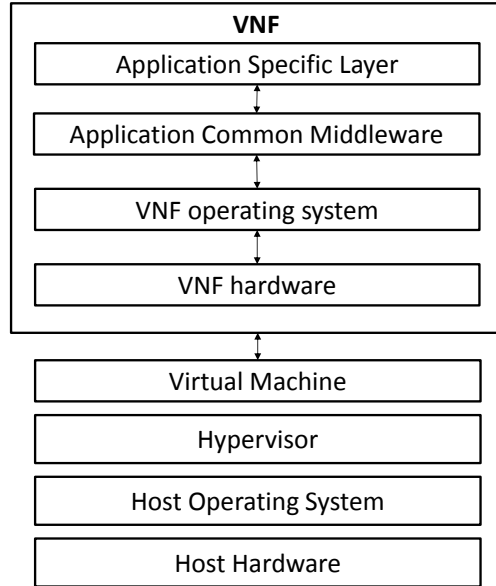 VNF
Application Specific Layer
Application Common Middleware
VNF operating system
VNF hardware
Virtual Machine
Hypervisor
Host Operating System
Host Hardware